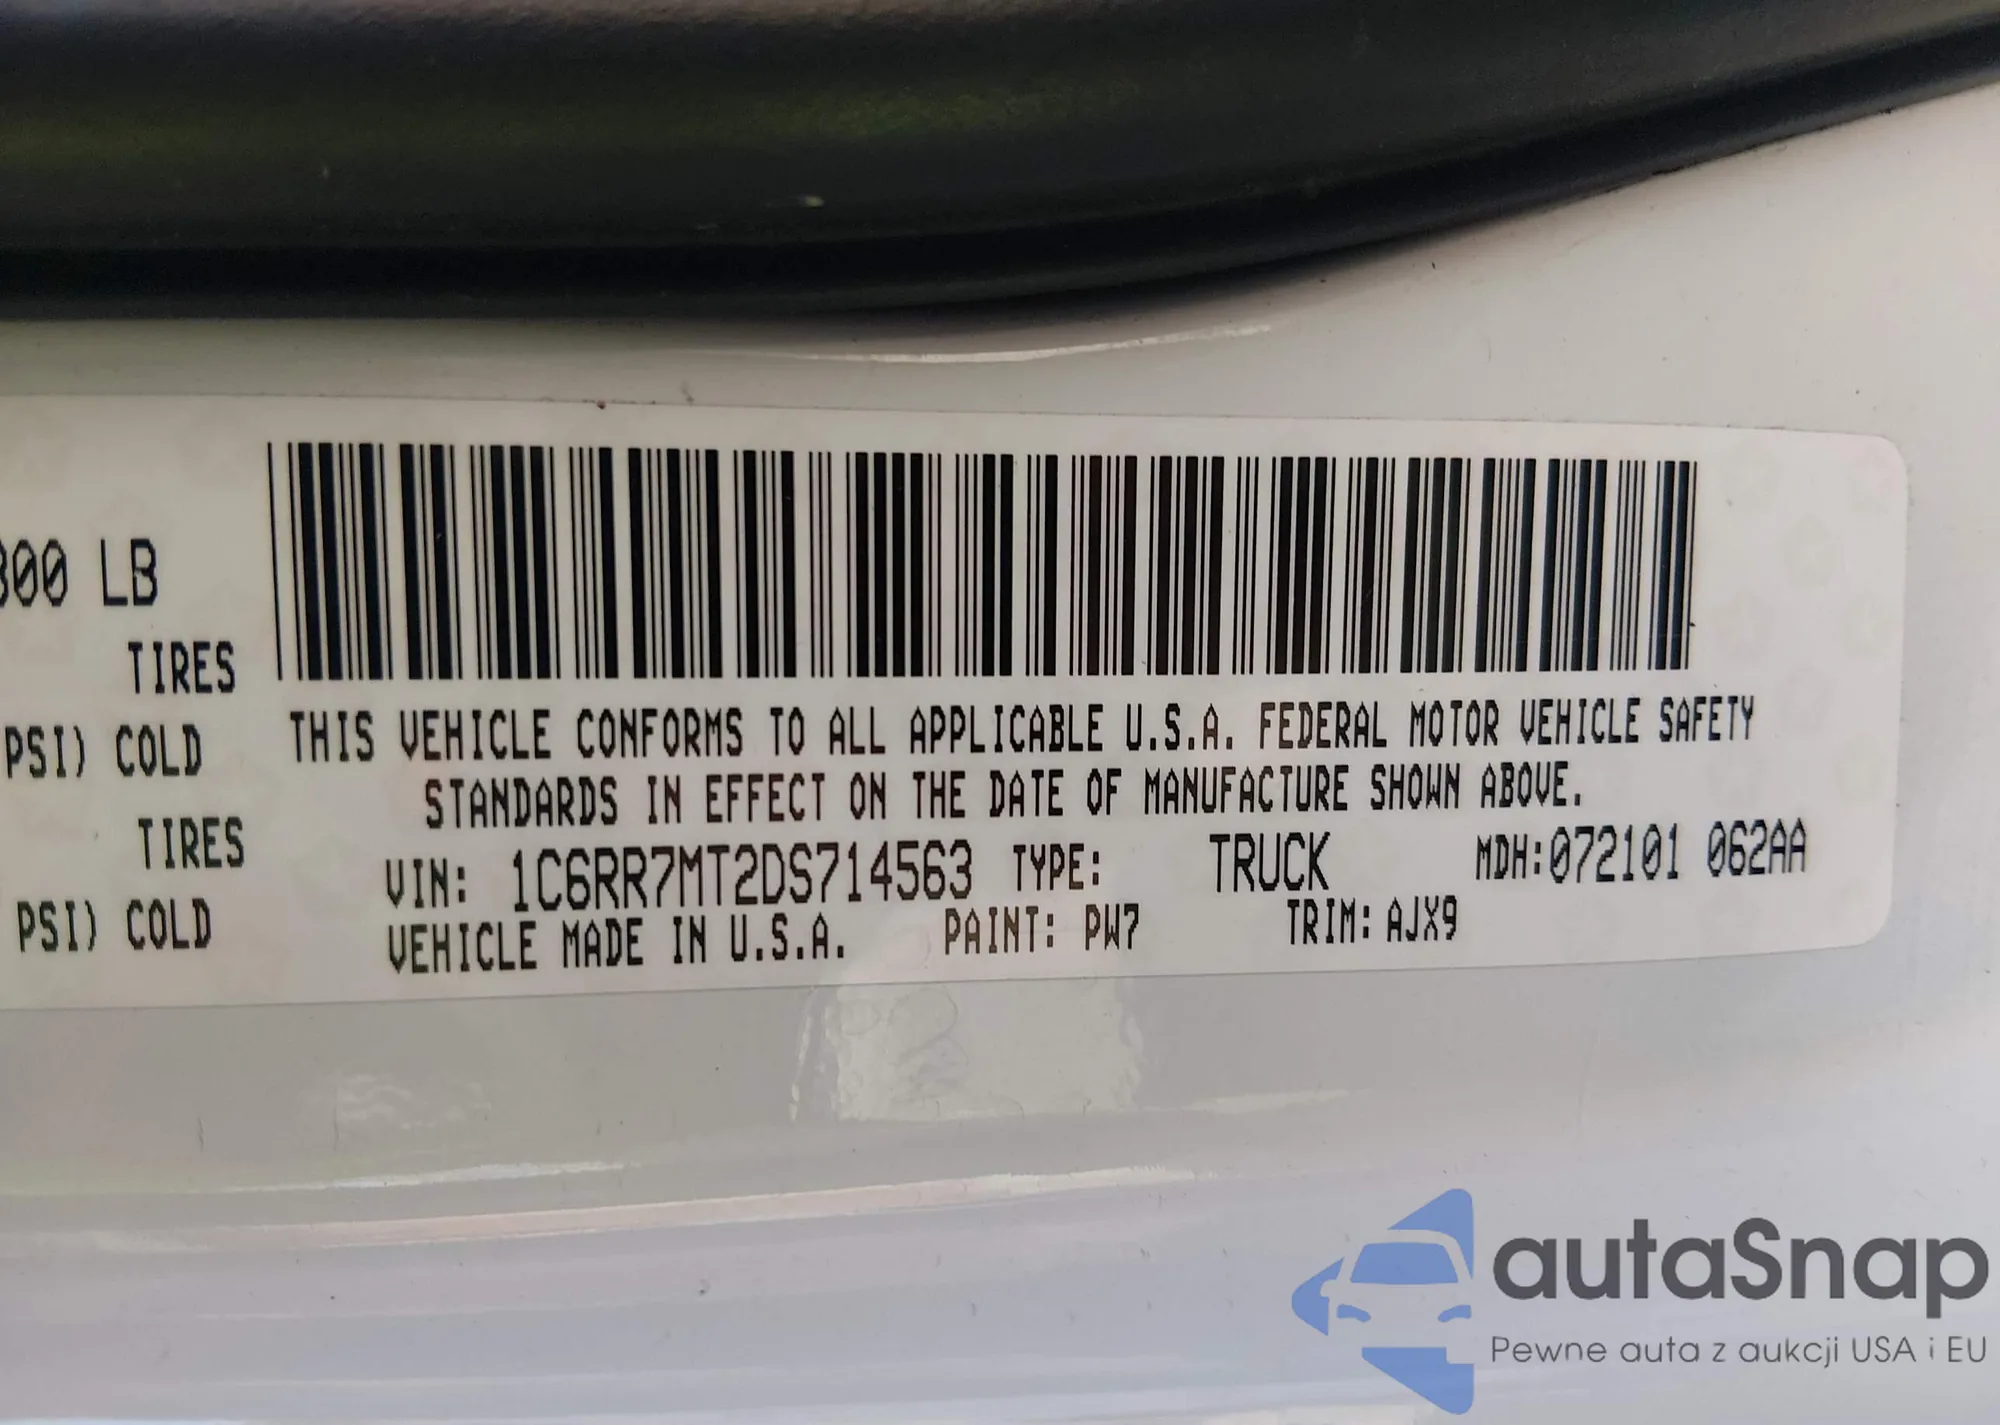 00 LB
TIRES
PSI) COLD
TIRES
PSI) COLD
THIS VEHICLE CONFORMS TO ALL APPLICABLE U.S.A. FEDERAL MOTOR VEHICLE SAFETY
STANDARDS IN EFFECT ON THE DATE OF MANUFACTURE SHOWN ABOVE.
VIN: 1C6RR7MT2DS714563 TYPE: TRUCK MDH:072101 062AA
VEHICLE MADE IN U.S.A. PAINT: PW7 TRIM: AJX9
autaSnap
Pewne auta z aukcji USA i EU